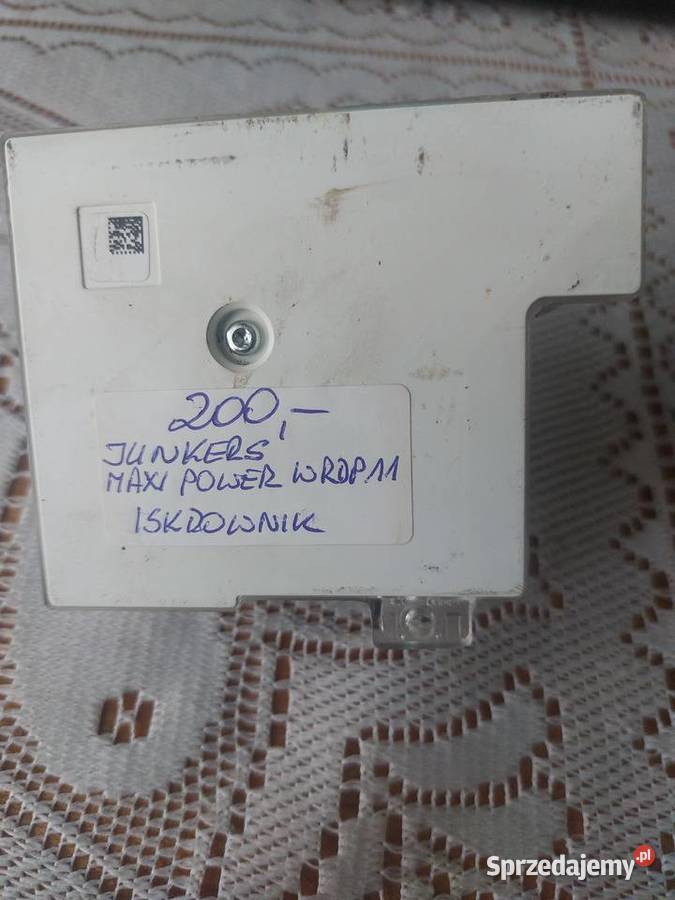 200,-
JUNKERS
MAXI POWER WRDP11
ISKROWNIK
Sprzedajemy.pl